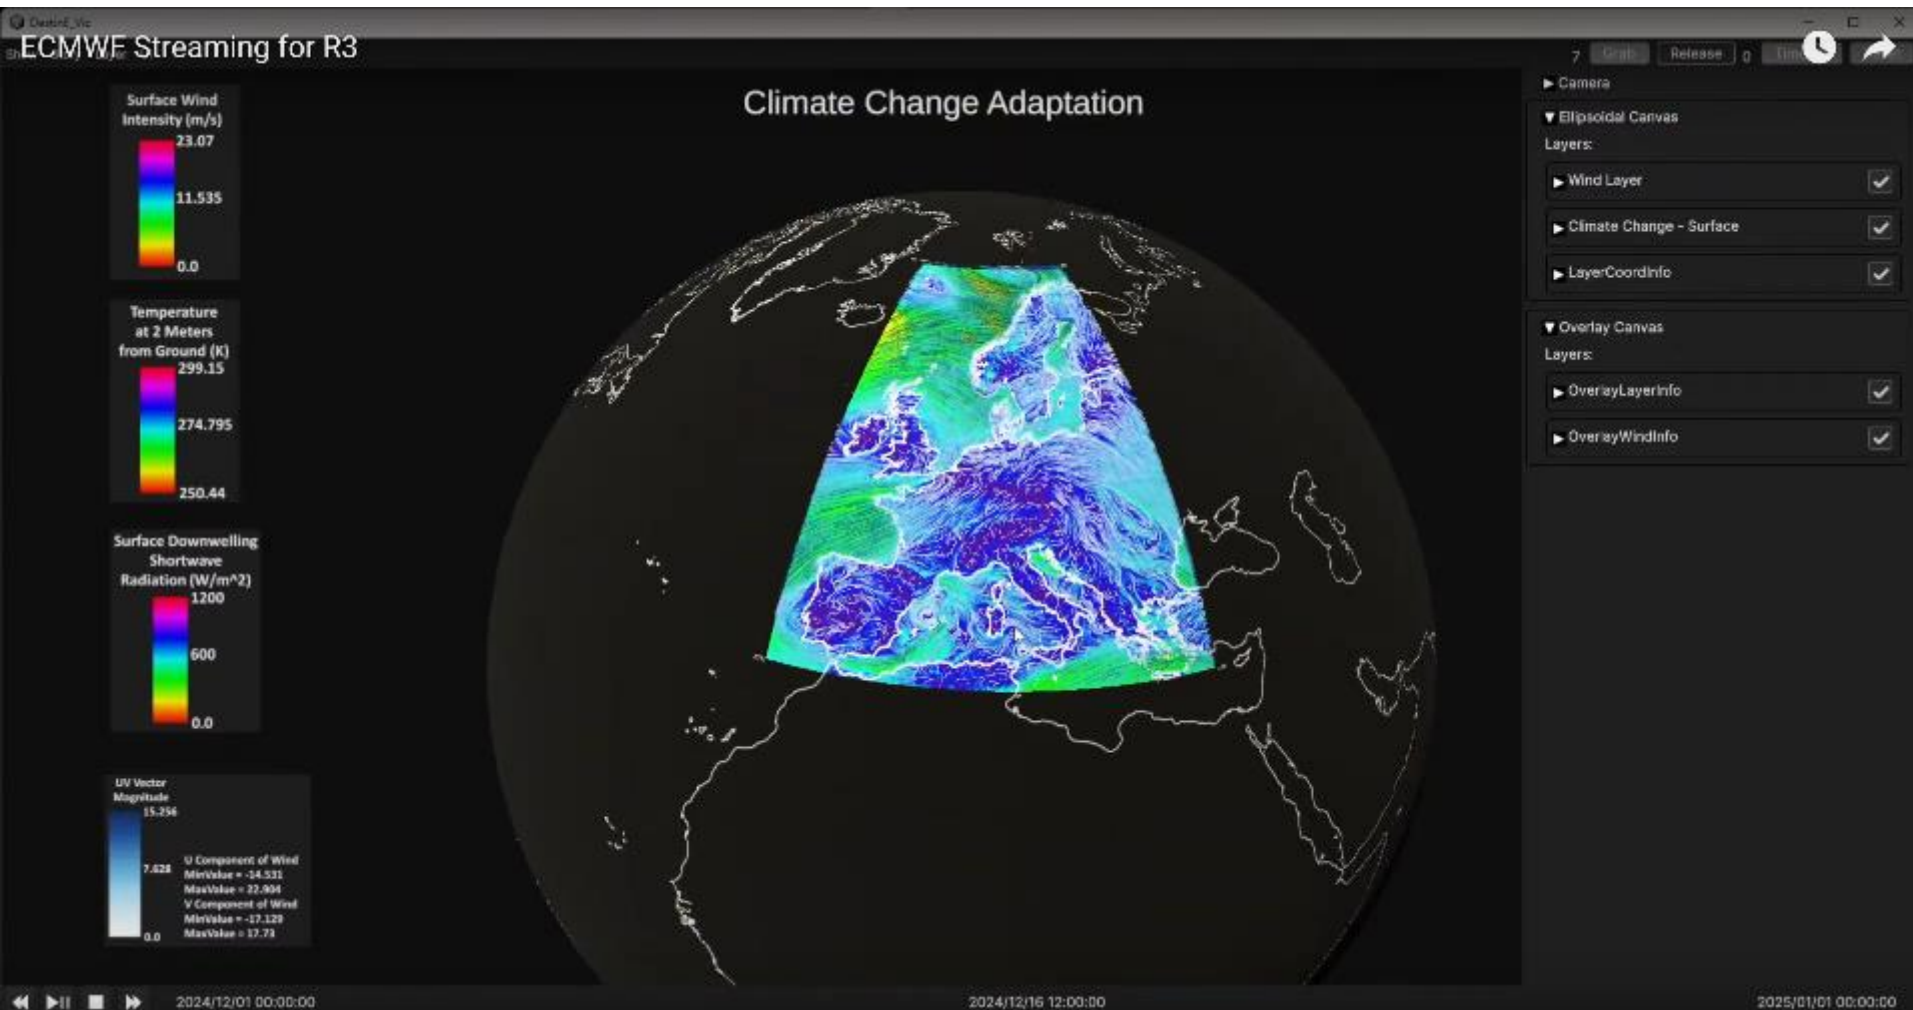 DestinE_Viz
ECMWF Streaming for R3
7 Grab Release 0
Climate Change Adaptation
Surface Wind
Intensity (m/s)
23.07
11.535
0.0
Temperature
at 2 Meters
from Ground (K)
299.15
274.795
250.44
Surface Downwelling
Shortwave
Radiation (W/m^2)
1200
600
0.0
UV Vector
Magnitude
15.256
7.628
0.0
U Component of Wind
MinValue = -14.531
MaxValue = 22.904
V Component of Wind
MinValue = -17.129
MaxValue = 17.73
Camera
Ellipsoidal Canvas
Layers:
Wind Layer
Climate Change - Surface
LayerCoordInfo
Overlay Canvas
Layers:
OverlayLayerInfo
OverlayWindInfo
2024/12/01 00:00:00
2024/12/16 12:00:00
2025/01/01 00:00:00